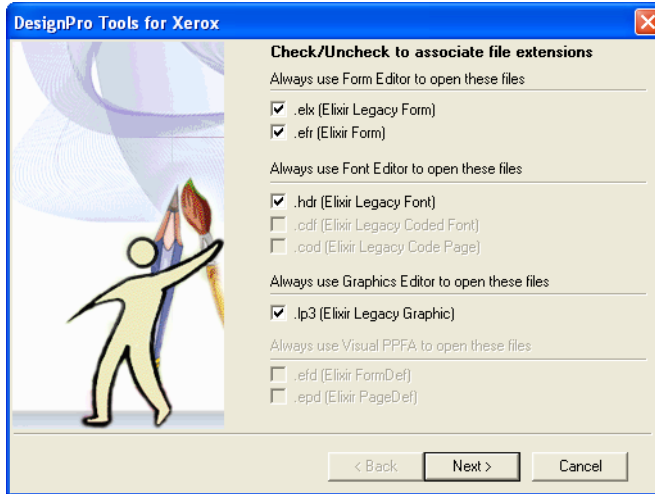 DesignPro Tools for Xerox
Check/Uncheck to associate file extensions
Always use Form Editor to open these files
.elx (Elixir Legacy Form)
.efr (Elixir Form)
Always use Font Editor to open these files
.hdr (Elixir Legacy Font)
.cdf (Elixir Legacy Coded Font)
.cod (Elixir Legacy Code Page)
Always use Graphics Editor to open these files
.lp3 (Elixir Legacy Graphic)
Always use Visual PPFA to open these files
.efd (Elixir FormDef)
.epd (Elixir PageDef)
< Back Next > Cancel